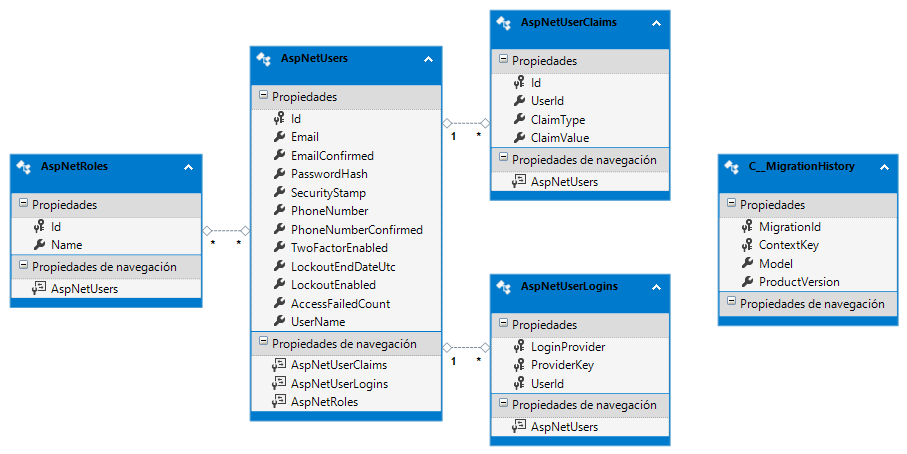 AspNetRoles
Propiedades
Id
Name
Propiedades de navegación
AspNetUsers
* *
AspNetUsers
Propiedades
Id
Email
EmailConfirmed
PasswordHash
SecurityStamp
PhoneNumber
PhoneNumberConfirmed
TwoFactorEnabled
LockoutEndDateUtc
LockoutEnabled
AccessFailedCount
UserName
Propiedades de navegación
AspNetUserClaims
AspNetUserLogins
AspNetRoles
1 *
AspNetUserClaims
Propiedades
Id
UserId
ClaimType
ClaimValue
Propiedades de navegación
AspNetUsers
1 *
AspNetUserLogins
Propiedades
LoginProvider
ProviderKey
UserId
Propiedades de navegación
AspNetUsers
C__MigrationHistory
Propiedades
MigrationId
ContextKey
Model
ProductVersion
Propiedades de navegación